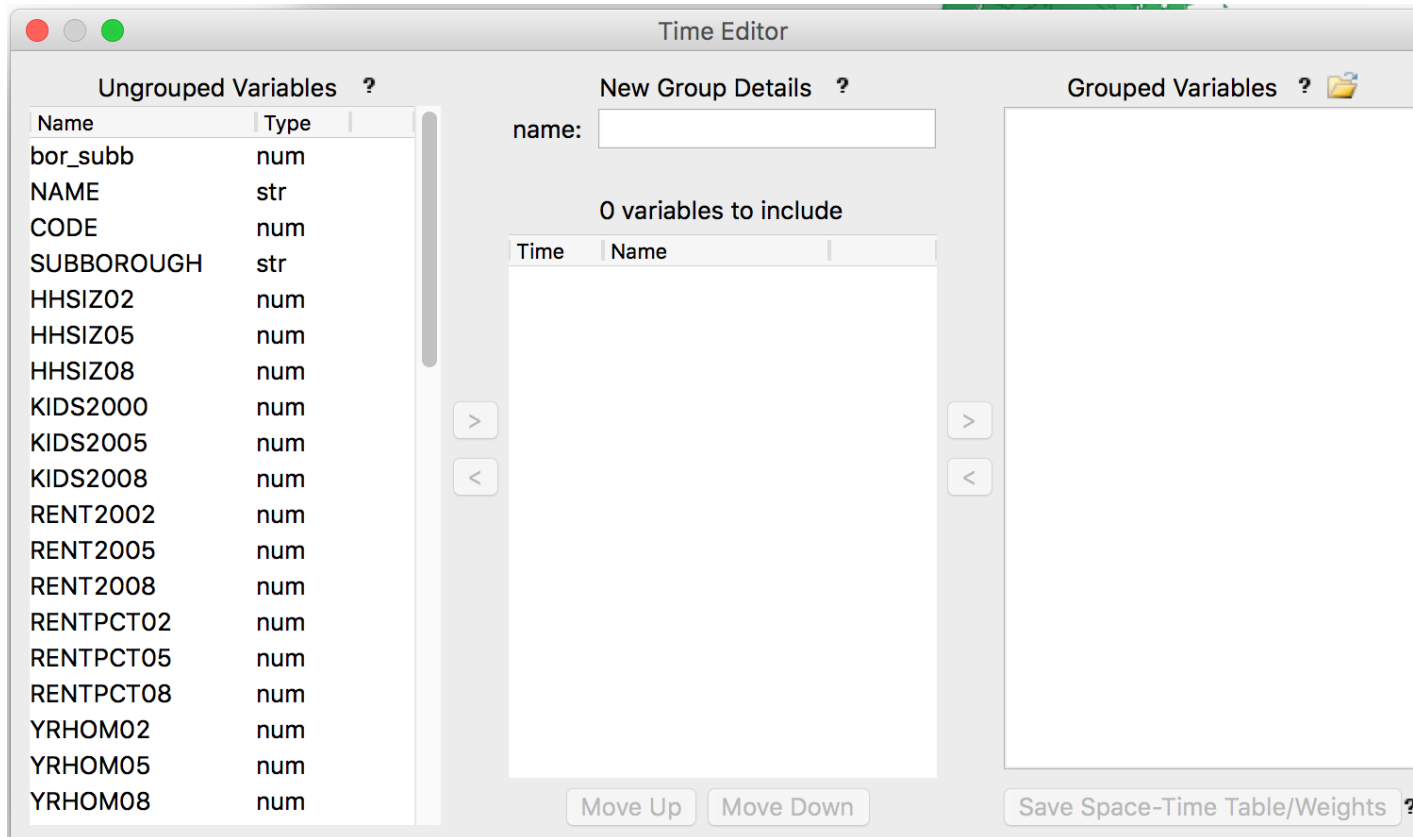 Time Editor
Ungrouped Variables ?
Name Type
bor_subb num
NAME str
CODE num
SUBBOROUGH str
HHSIZ02 num
HHSIZ05 num
HHSIZ08 num
KIDS2000 num
KIDS2005 num
KIDS2008 num
RENT2002 num
RENT2005 num
RENT2008 num
RENTPCT02 num
RENTPCT05 num
RENTPCT08 num
YRHOM02 num
YRHOM05 num
YRHOM08 num
>
<
New Group Details ?
name:
0 variables to include
Time Name
Move Up Move Down
>
<
Grouped Variables ?
Save Space-Time Table/Weights ?